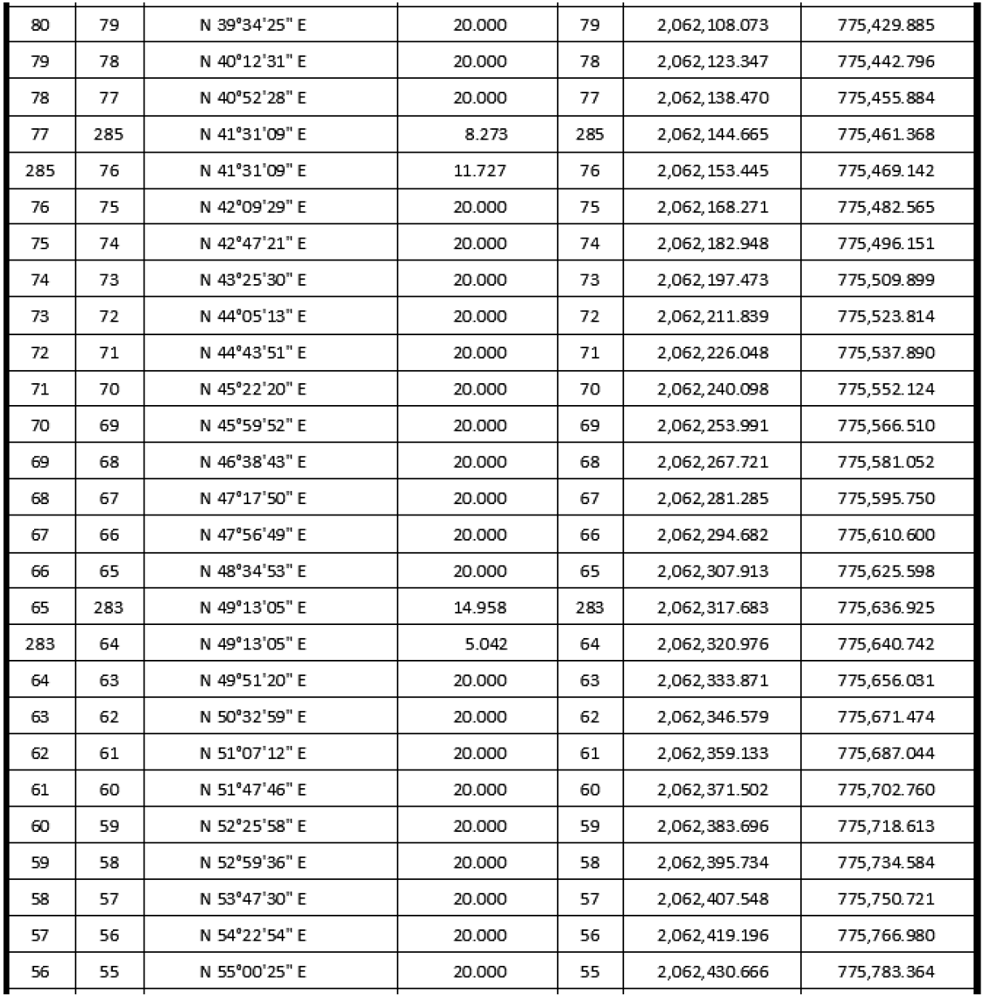 80 79 N 39°34'25" E 20.000 79 2,062,108.073 775,429.885
79 78 N 40°12'31" E 20.000 78 2,062,123.347 775,442.796
78 77 N 40°52'28" E 20.000 77 2,062,138.470 775,455.884
77 285 N 41°31'09" E 8.273 285 2,062,144.665 775,461.368
285 76 N 41°31'09" E 11.727 76 2,062,153.445 775,469.142
76 75 N 42°09'29" E 20.000 75 2,062,168.271 775,482.565
75 74 N 42°47'21" E 20.000 74 2,062,182.948 775,496.151
74 73 N 43°25'30" E 20.000 73 2,062,197.473 775,509.899
73 72 N 44°05'13" E 20.000 72 2,062,211.839 775,523.814
72 71 N 44°43'51" E 20.000 71 2,062,226.048 775,537.890
71 70 N 45°22'20" E 20.000 70 2,062,240.098 775,552.124
70 69 N 45°59'52" E 20.000 69 2,062,253.991 775,566.510
69 68 N 46°38'43" E 20.000 68 2,062,267.721 775,581.052
68 67 N 47°17'50" E 20.000 67 2,062,281.285 775,595.750
67 66 N 47°56'49" E 20.000 66 2,062,294.682 775,610.600
66 65 N 48°34'53" E 20.000 65 2,062,307.913 775,625.598
65 283 N 49°13'05" E 14.958 283 2,062,317.683 775,636.925
283 64 N 49°13'05" E 5.042 64 2,062,320.976 775,640.742
64 63 N 49°51'20" E 20.000 63 2,062,333.871 775,656.031
63 62 N 50°32'59" E 20.000 62 2,062,346.579 775,671.474
62 61 N 51°07'12" E 20.000 61 2,062,359.133 775,687.044
61 60 N 51°47'46" E 20.000 60 2,062,371.502 775,702.760
60 59 N 52°25'58" E 20.000 59 2,062,383.696 775,718.613
59 58 N 52°59'36" E 20.000 58 2,062,395.734 775,734.584
58 57 N 53°47'30" E 20.000 57 2,062,407.548 775,750.721
57 56 N 54°22'54" E 20.000 56 2,062,419.196 775,766.980
56 55 N 55°00'25" E 20.000 55 2,062,430.666 775,783.364